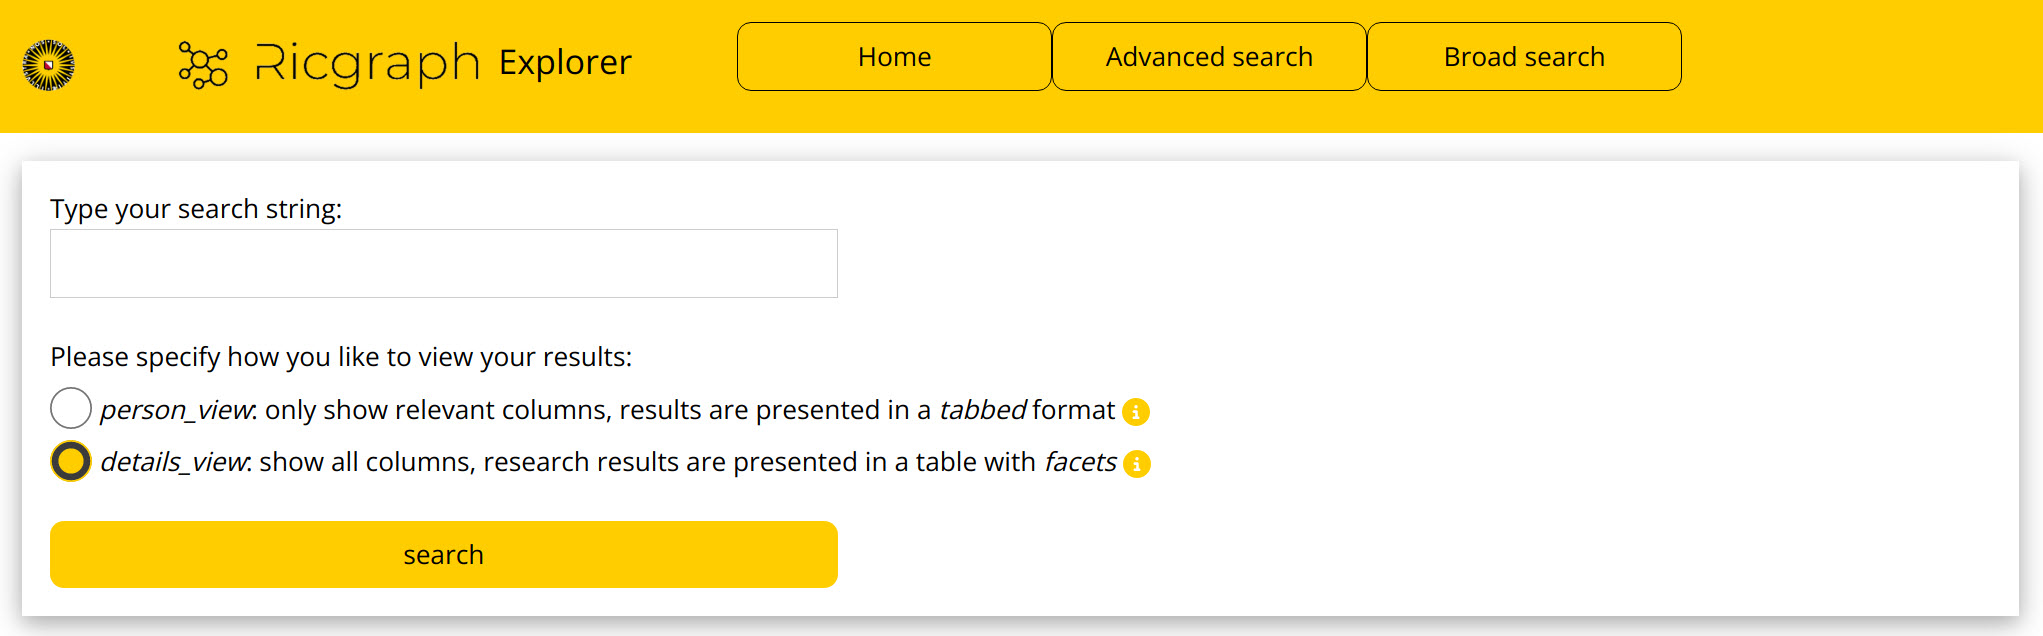 Ricgraph Explorer
Home
Advanced search
Broad search
Type your search string:
Please specify how you like to view your results:
person_view: only show relevant columns, results are presented in a tabbed format
details_view: show all columns, research results are presented in a table with facets
search